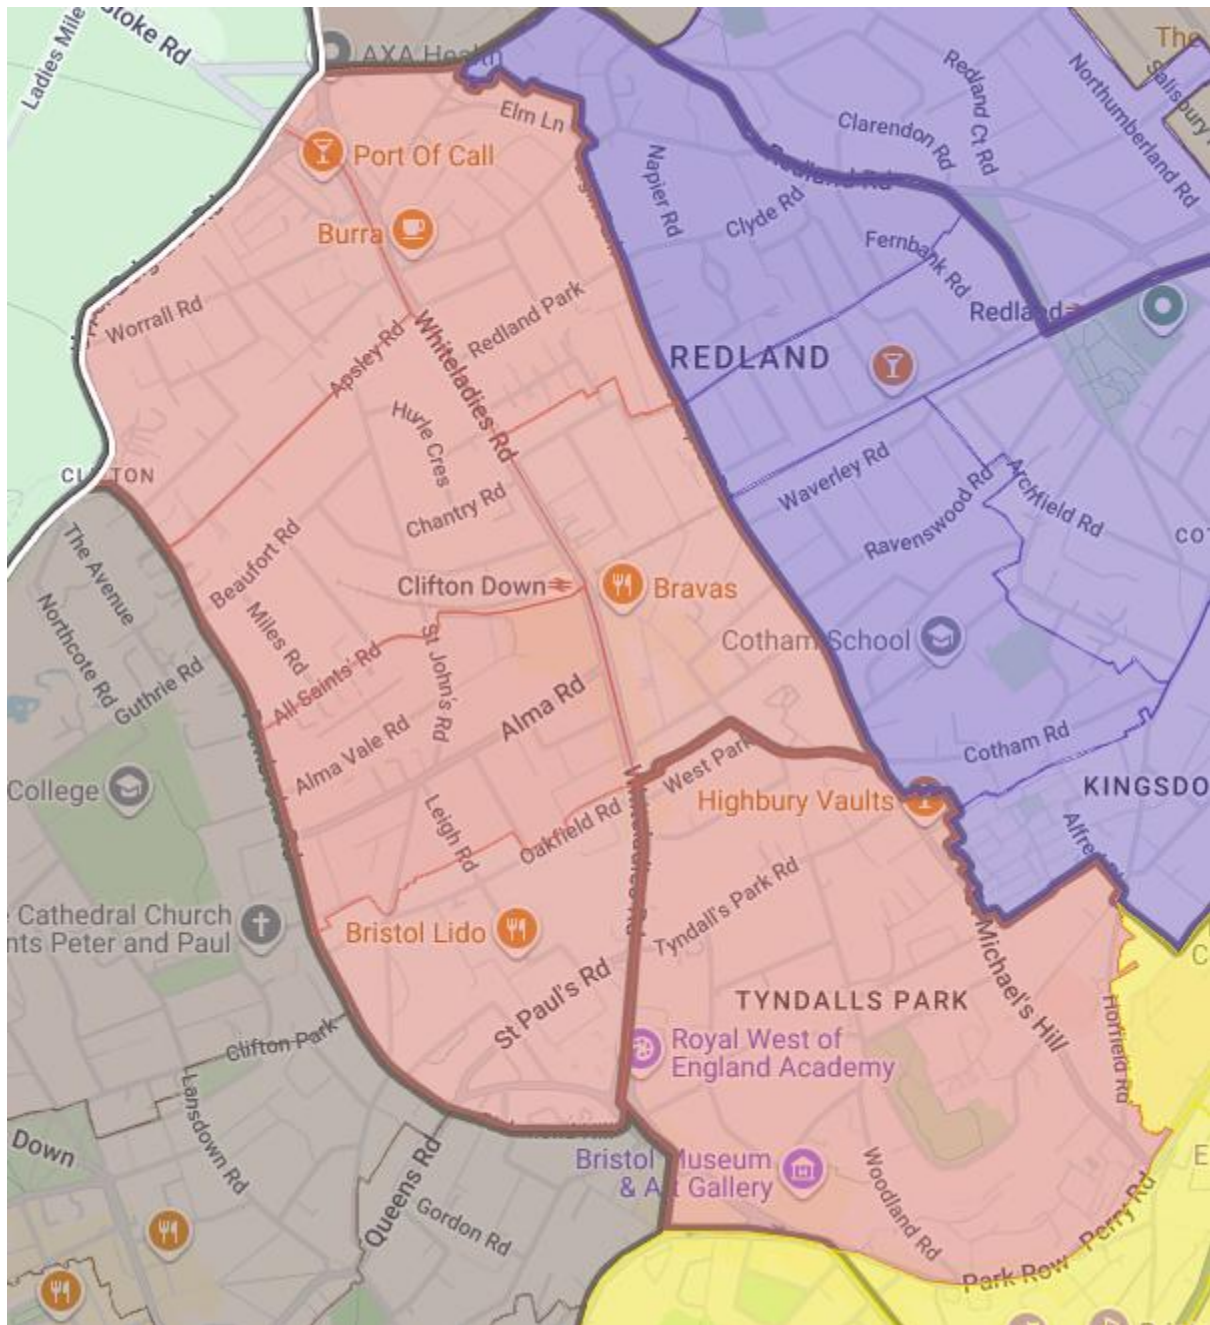 Ladies Mile
Stoke Rd
AXA Health
The
Salisbury
Redland Ct Rd
Northumberland Rd
Elm Ln
Port Of Call
Clarendon Rd
Redland Rd
Napier Rd
Clyde Rd
Burra
Fernbank Rd
Worrall Rd
Redland Park
Redland
Apsley Rd
Whiteladies Rd
REDLAND
Hurle Cres
CLIFTON
Waverley Rd
Archfield Rd
Chantry Rd
Ravenswood Rd
COT
The Avenue
Beaufort Rd
Clifton Down
Bravas
Northcote Rd
Miles Rd
Cotham School
Guthrie Rd
All Saints Rd
St John's Rd
Alma Rd
Alma Vale Rd
West Park
Cotham Rd
College
Highbury Vaults
KINGSDO
Leigh Rd
Oakfield Rd
Whiteladies Rd
Tyndall's Park Rd
Cathedral Church
nts Peter and Paul
Bristol Lido
Michael's Hill
St Paul's Rd
TYNDALLS PARK
Horfield Rd
Clifton Park
Royal West of
England Academy
Lansdown Rd
Down
Queens Rd
Bristol Museum
& Art Gallery
Woodland Rd
Gordon Rd
Perry Rd
Park Row